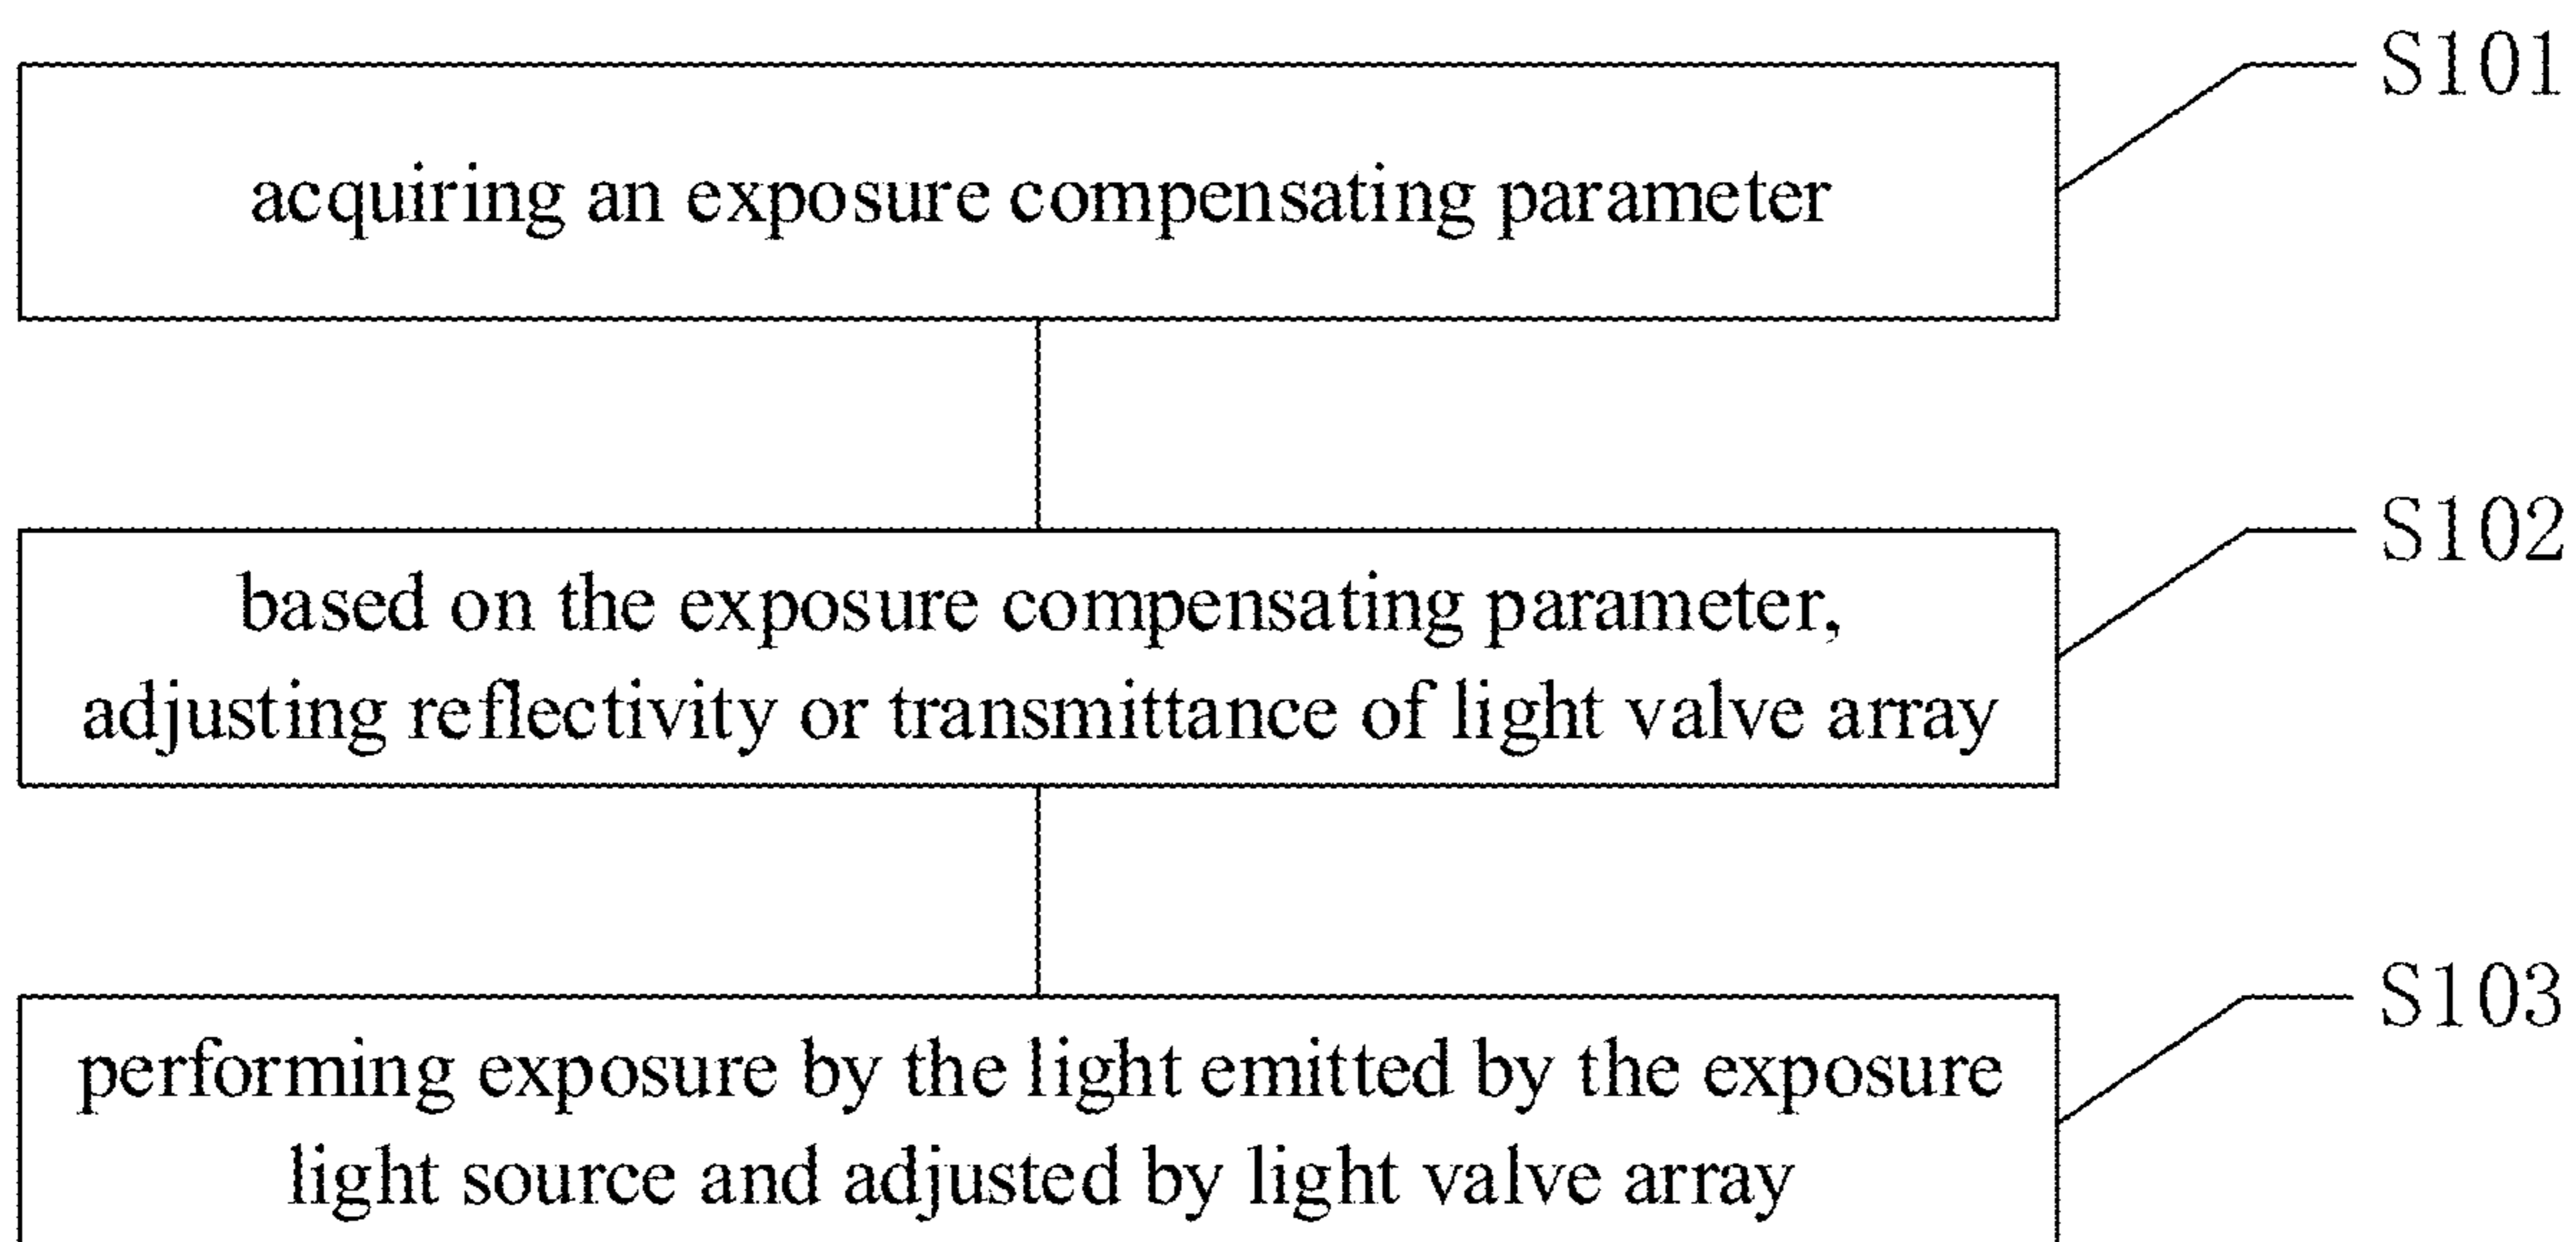 S101
acquiring an exposure compensating parameter
S102
based on the exposure compensating parameter,
adjusting reflectivity or transmittance of light valve array
S103
performing exposure by the light emitted by the exposure
light source and adjusted by light valve array